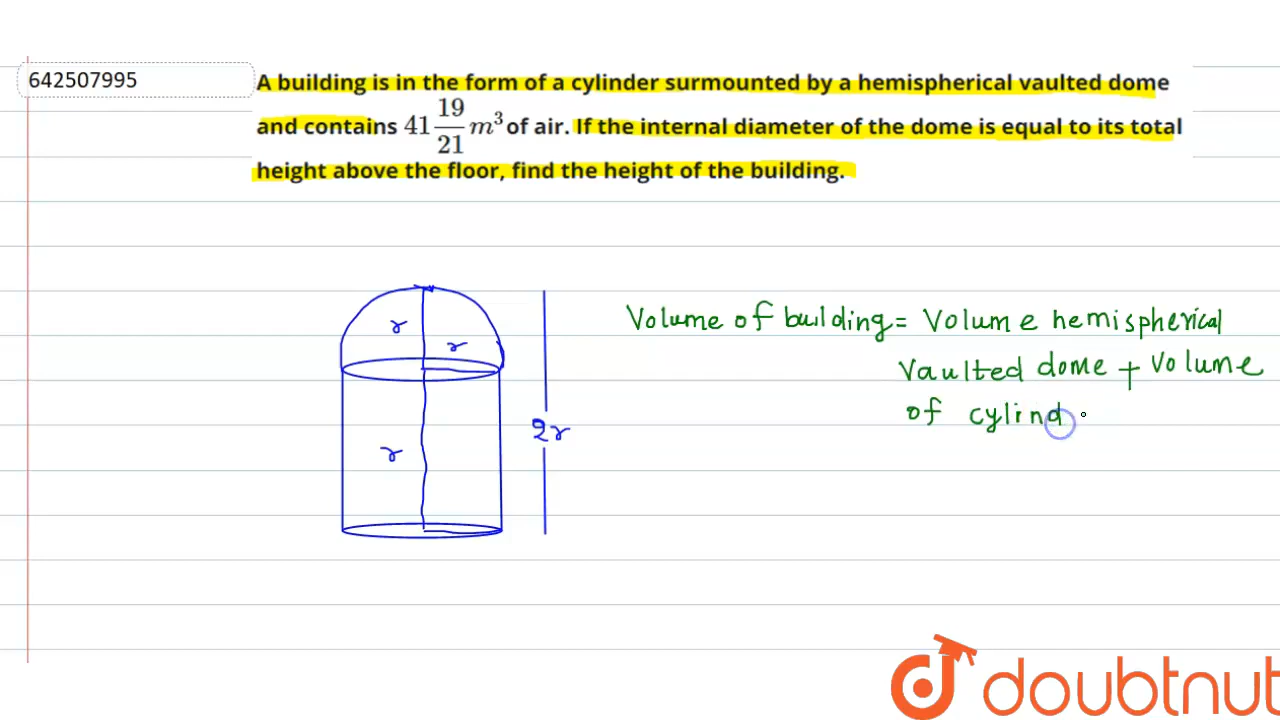 642507995
A building is in the form of a cylinder surmounted by a hemispherical vaulted dome
and contains 41 19/21 m³ of air. If the internal diameter of the dome is equal to its total
height above the floor, find the height of the building.
r
r
r
2r
Volume of building = Volume hemispherical
Vaulted dome + Volume
of cylind
doubtnut